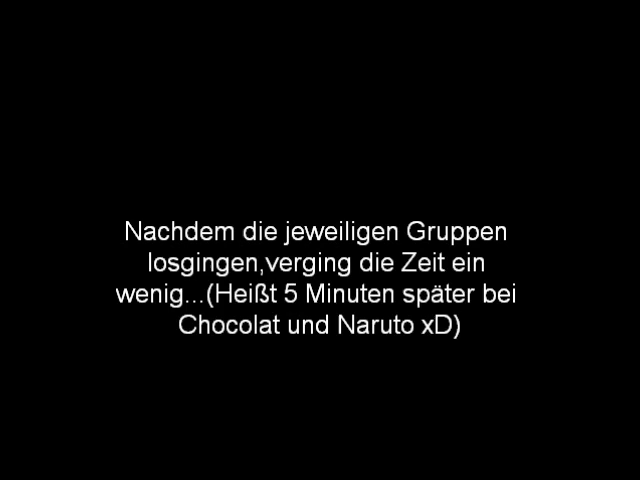 Nachdem die jeweiligen Gruppen
losgingen,verging die Zeit ein
wenig...(Heißt 5 Minuten später bei
Chocolat und Naruto xD)